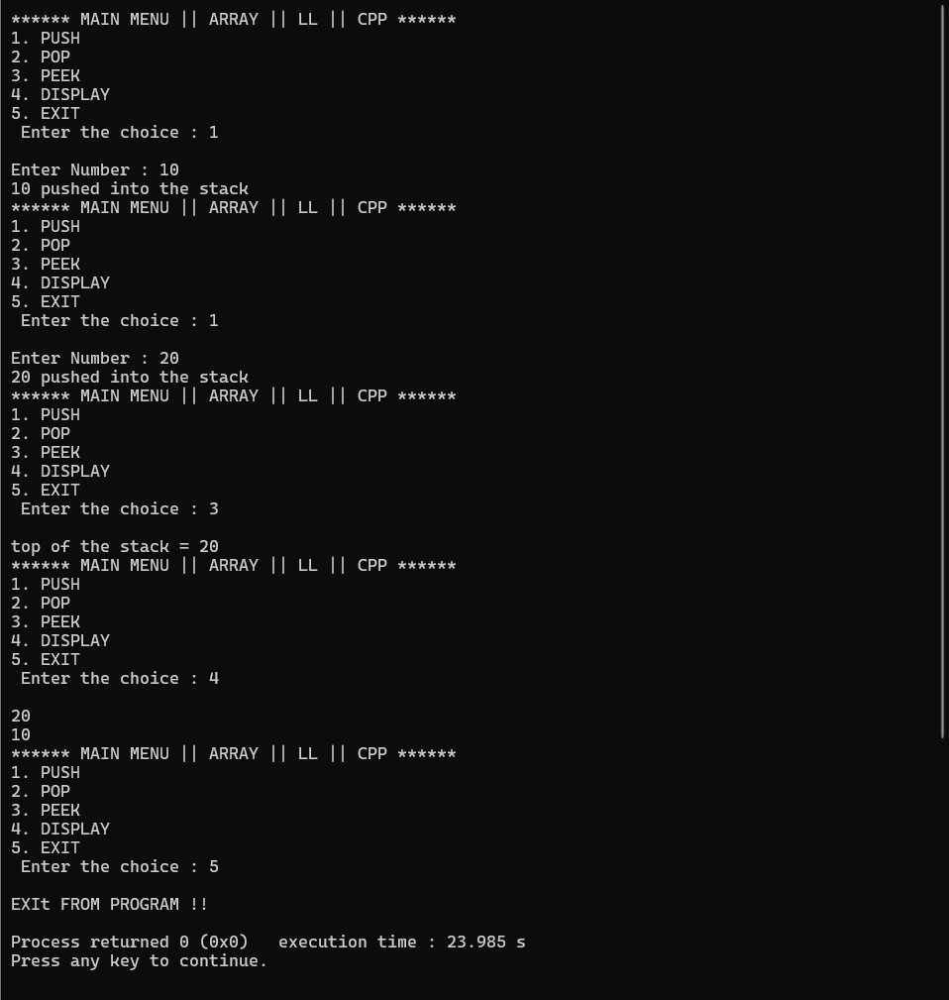 ****** MAIN MENU || ARRAY || LL || CPP ******
1. PUSH
2. POP
3. PEEK
4. DISPLAY
5. EXIT
 Enter the choice : 1

Enter Number : 10
10 pushed into the stack
****** MAIN MENU || ARRAY || LL || CPP ******
1. PUSH
2. POP
3. PEEK
4. DISPLAY
5. EXIT
 Enter the choice : 1

Enter Number : 20
20 pushed into the stack
****** MAIN MENU || ARRAY || LL || CPP ******
1. PUSH
2. POP
3. PEEK
4. DISPLAY
5. EXIT
 Enter the choice : 3

top of the stack = 20
****** MAIN MENU || ARRAY || LL || CPP ******
1. PUSH
2. POP
3. PEEK
4. DISPLAY
5. EXIT
 Enter the choice : 4

20
10
****** MAIN MENU || ARRAY || LL || CPP ******
1. PUSH
2. POP
3. PEEK
4. DISPLAY
5. EXIT
 Enter the choice : 5

EXIt FROM PROGRAM !!

Process returned 0 (0x0)   execution time : 23.985 s
Press any key to continue.